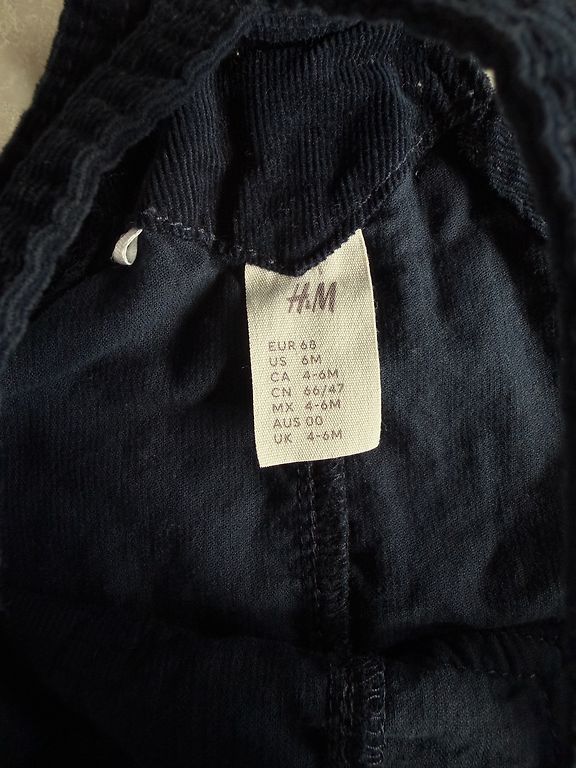 H&M
EUR 68
US 6M
CA 4-6M
CN 66/47
MX 4-6M
AUS 00
UK 4-6M